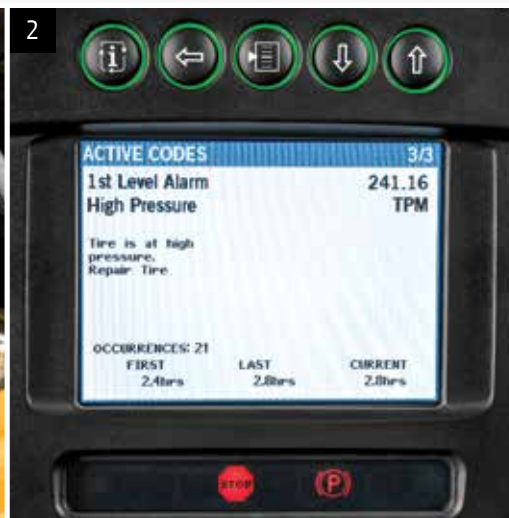 2
i
ACTIVE CODES 3/3
1st Level Alarm 241.16
High Pressure TPM
Tire is at high
pressure.
Repair Tire
OCCURRENCES: 21
FIRST LAST CURRENT
2.4hrs 2.8hrs 2.8hrs
STOP P